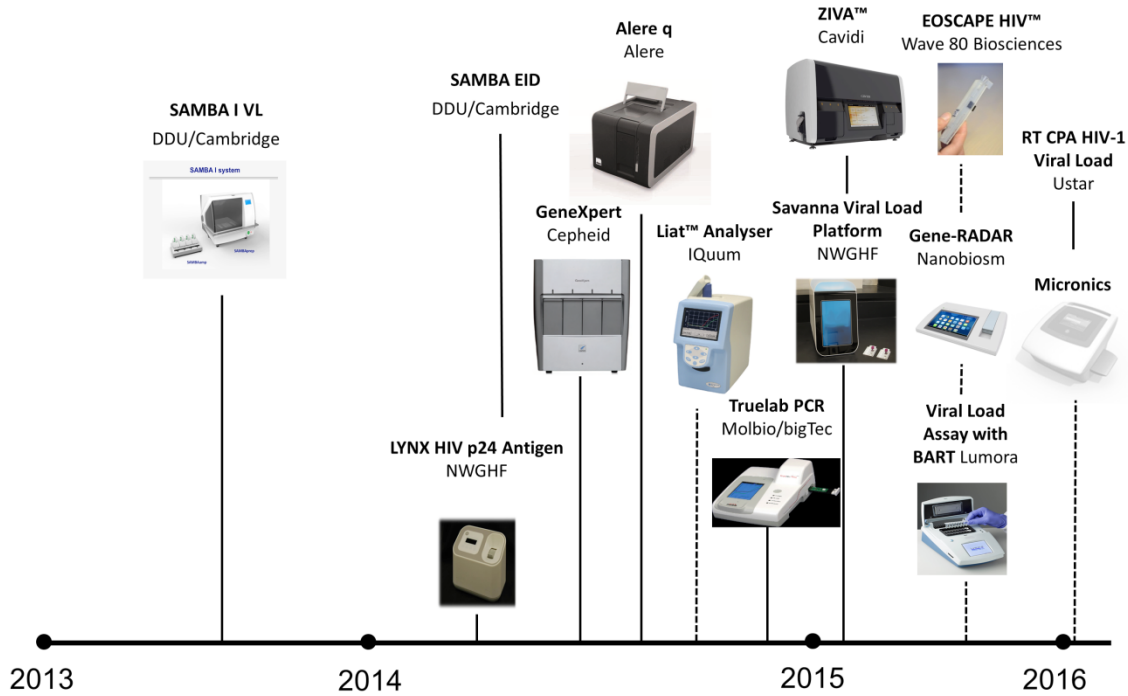 SAMBA I VL
DDU/Cambridge
SAMBA I system
SAMBAprep
SAMBAamp
LYNX HIV p24 Antigen
NWGHF
SAMBA EID
DDU/Cambridge
GeneXpert
Cepheid
Alere q
Alere
Liat™ Analyser
IQuum
Truelab PCR
Molbio/bigTec
ZIVA™
Cavidi
Savanna Viral Load
Platform
NWGHF
EOSCAPE HIV™
Wave 80 Biosciences
Gene-RADAR
Nanobiosm
Viral Load
Assay with
BART Lumora
RT CPA HIV-1
Viral Load
Ustar
Micronics
2013
2014
2015
2016